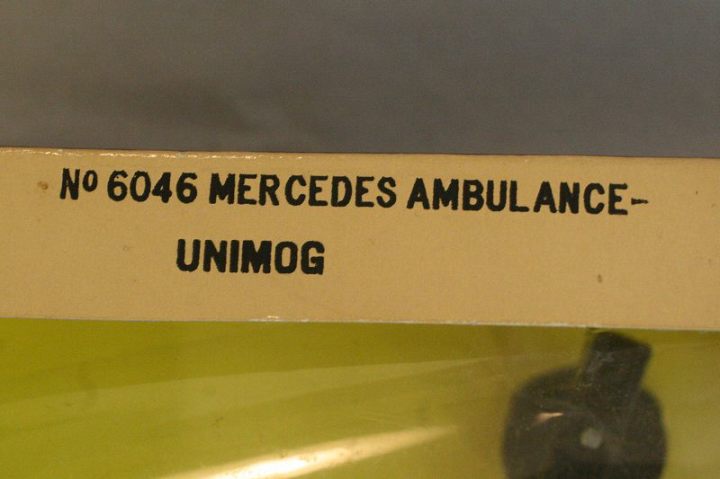 Nº 6046 MERCEDES AMBULANCE-
UNIMOG